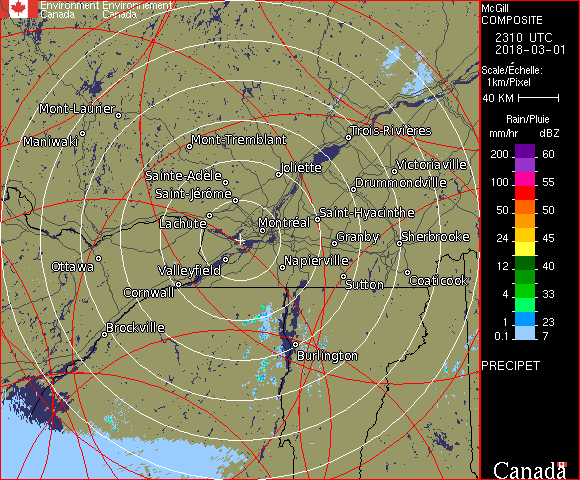 Environment Environnement
Canada Canada
McGill
COMPOSITE
2310 UTC
2018-03-01
Scale/Échelle:
1km/Pixel
40 KM
Rain/Pluie
mm/hr dBZ
200 60
155 57
100 55
50 50
24 45
12 40
4 33
1 23
0.1 7
PRECIPET
Canada
Mont-Laurier
Maniwaki
Mont-Tremblant
Trois-Rivières
Joliette
Victoriaville
Sainte-Adèle
Drummondville
Saint-Jérôme
Saint-Hyacinthe
Lachute
Montréal
Granby
Sherbrooke
Ottawa
Valleyfield
Napierville
Cornwall
Sutton
Coaticook
Brockville
Burlington